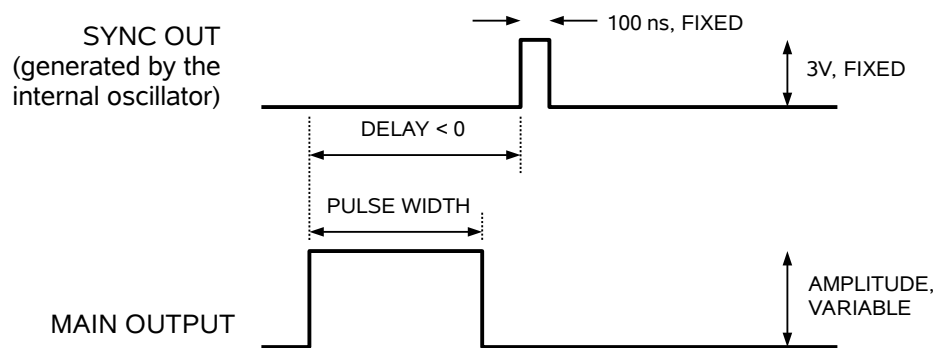 100 ns, FIXED
SYNC OUT
(generated by the
internal oscillator)
3V, FIXED
DELAY < 0
PULSE WIDTH
AMPLITUDE,
VARIABLE
MAIN OUTPUT